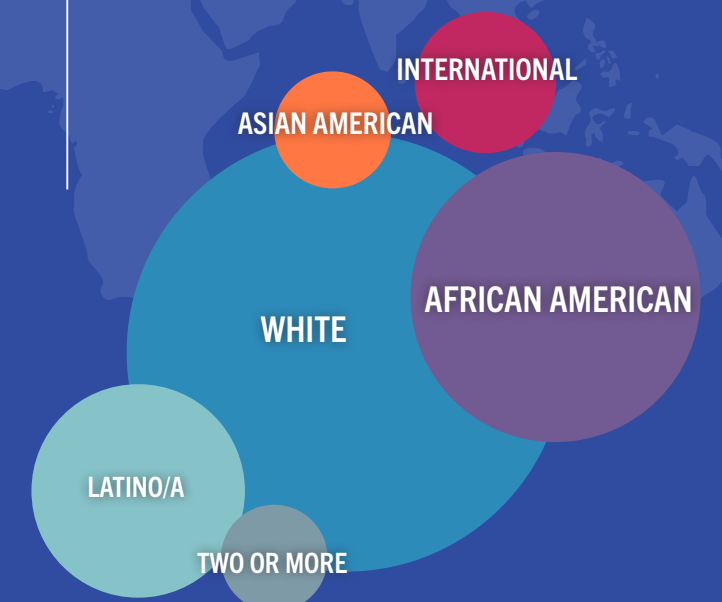 INTERNATIONAL
ASIAN AMERICAN
AFRICAN AMERICAN
WHITE
LATINO/A
TWO OR MORE